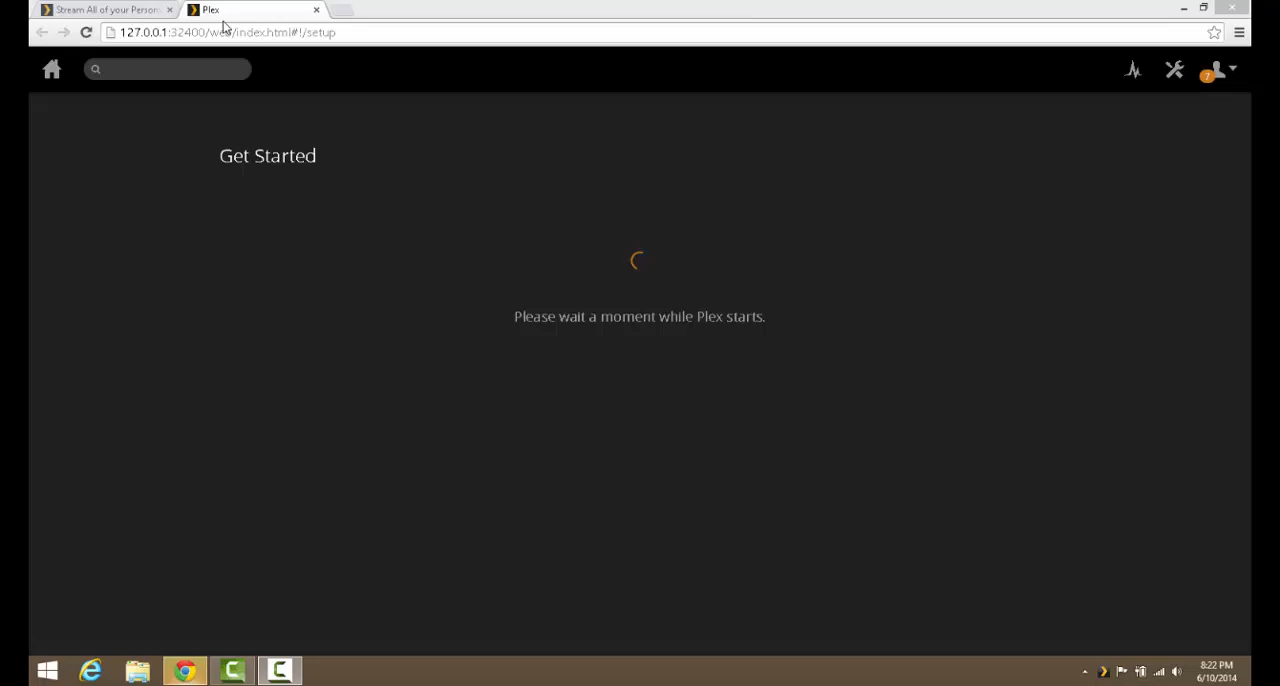 Stream All of your Person
Plex
127.0.0.1:32400/web/index.html#!/setup
7
Get Started
Please wait a moment while Plex starts.
8:22 PM
6/10/2014